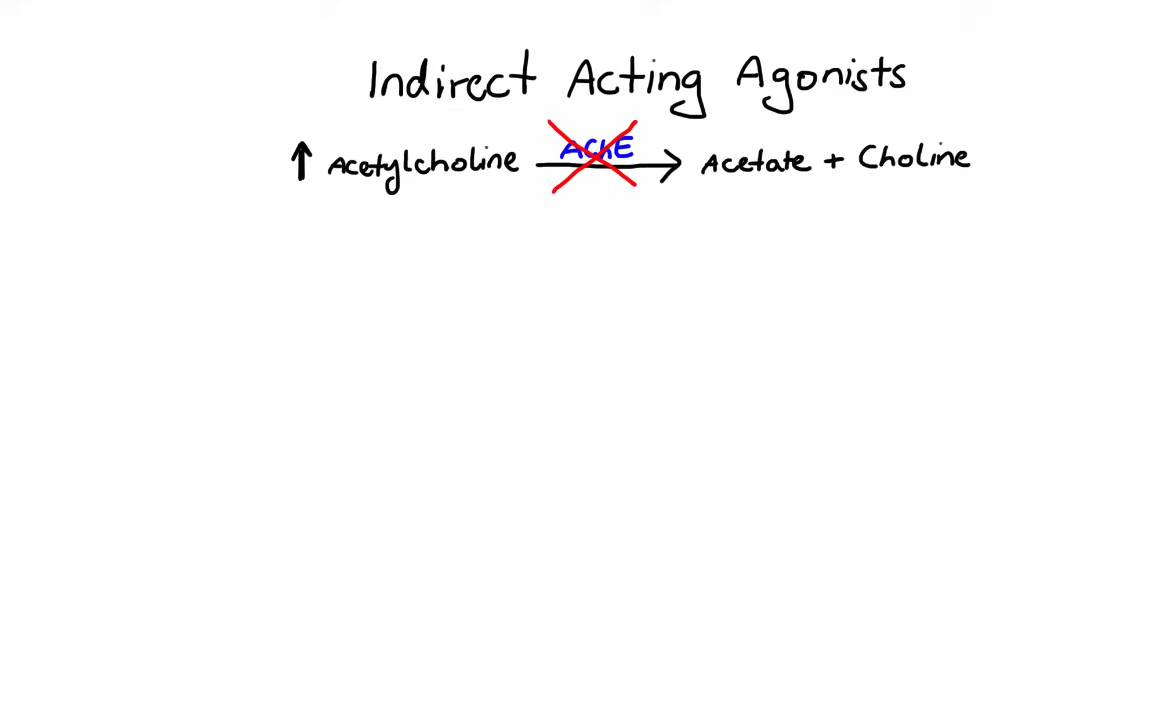 Indirect Acting Agonists
↑ Acetylcholine AChE → Acetate + Choline